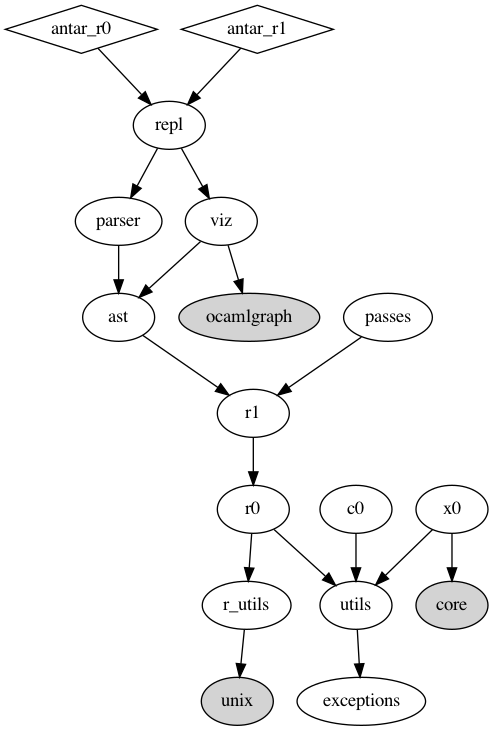 antar_r0
antar_r1
repl
parser
viz
ast
ocamlgraph
passes
r1
r0
c0
x0
r_utils
utils
core
unix
exceptions